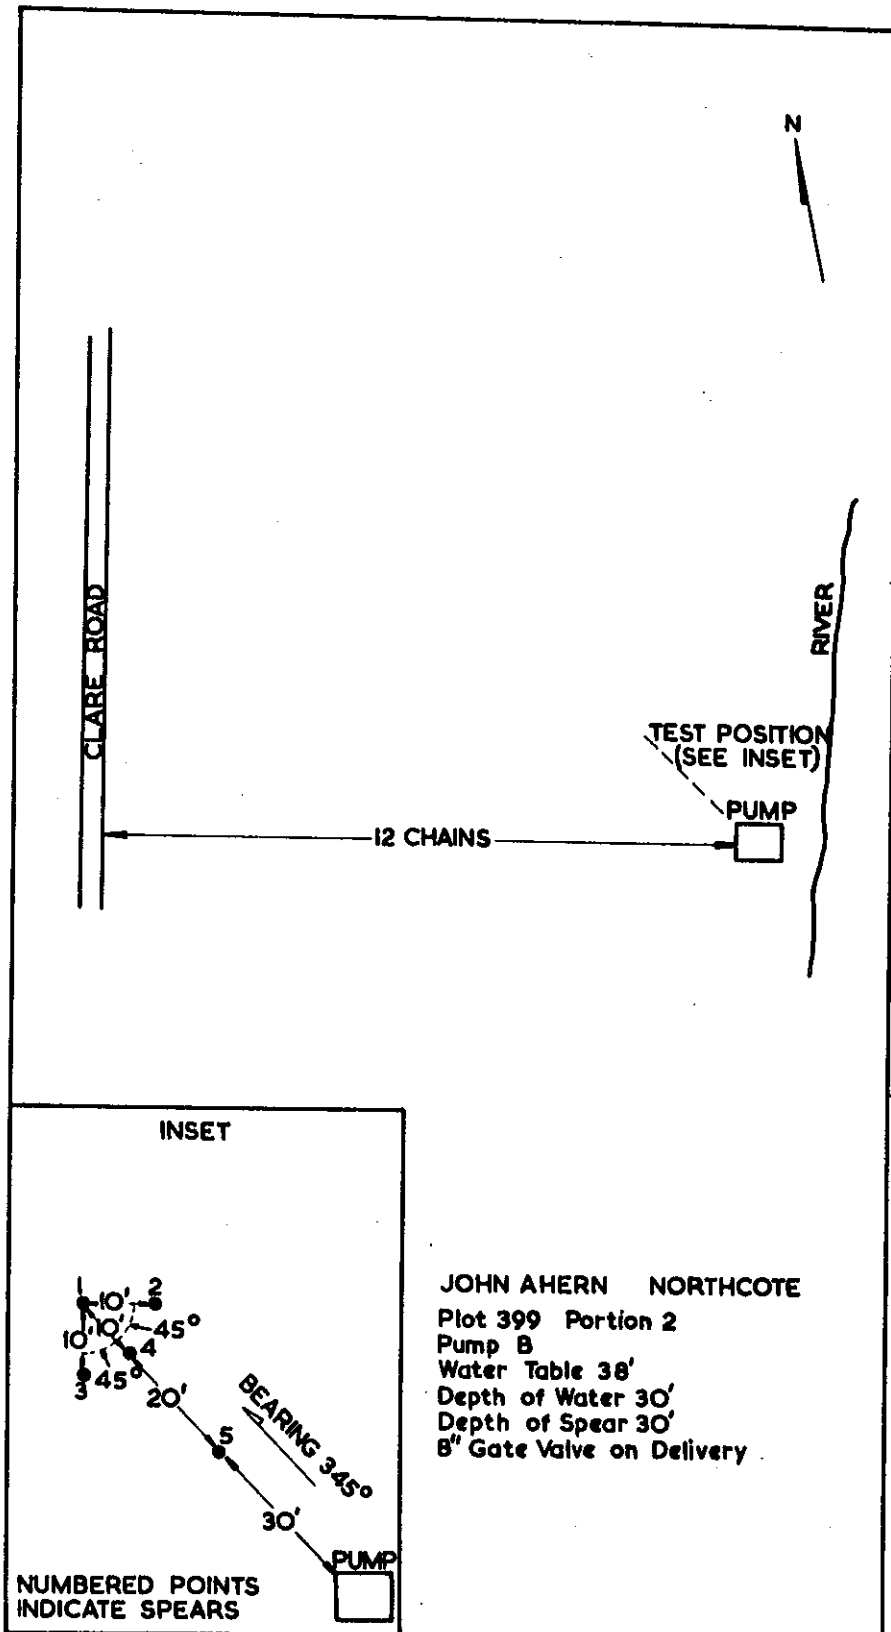 N
CLARE ROAD
RIVER
TEST POSITION
(SEE INSET)
PUMP
12 CHAINS
INSET
1
10'
2
10'
10'
45°
4
45°
3
20'
5
BEARING 345°
30'
PUMP
NUMBERED POINTS
INDICATE SPEARS
JOHN AHERN NORTHCOTE
Plot 399 Portion 2
Pump B
Water Table 38'
Depth of Water 30'
Depth of Spear 30'
8" Gate Valve on Delivery